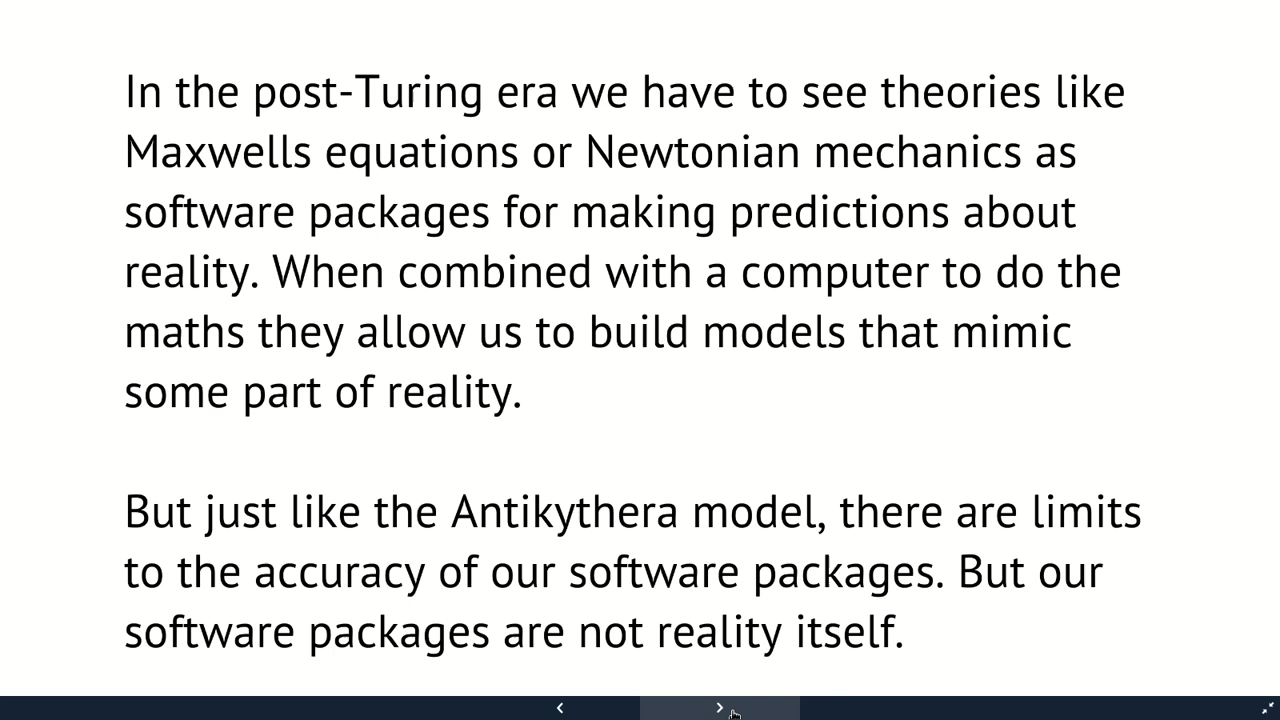 In the post-Turing era we have to see theories like
Maxwells equations or Newtonian mechanics as
software packages for making predictions about
reality. When combined with a computer to do the
maths they allow us to build models that mimic
some part of reality.
But just like the Antikythera model, there are limits
to the accuracy of our software packages. But our
software packages are not reality itself.